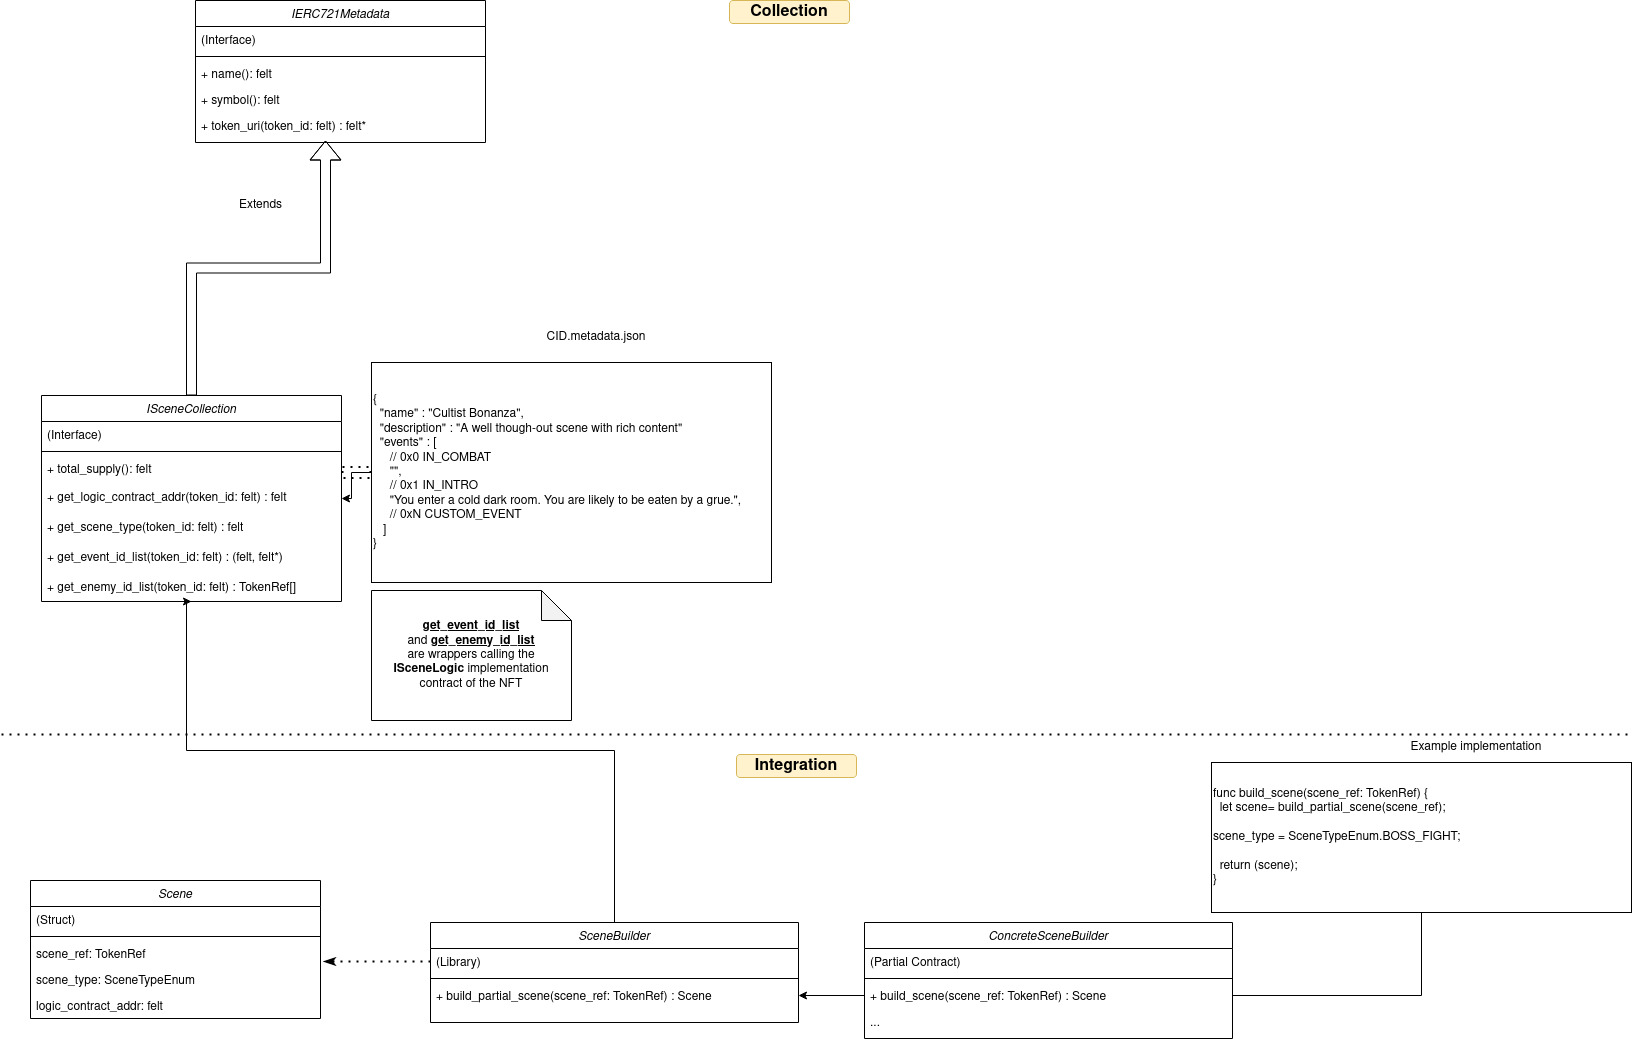 IERC721Metadata
(Interface)
+ name(): felt
+ symbol(): felt
+ token_uri(token_id: felt) : felt*
Collection
Extends
CID.metadata.json
ISceneCollection
(Interface)
+ total_supply(): felt
+ get_logic_contract_addr(token_id: felt) : felt
+ get_scene_type(token_id: felt) : felt
+ get_event_id_list(token_id: felt) : (felt, felt*)
+ get_enemy_id_list(token_id: felt) : TokenRef[]
{
"name" : "Cultist Bonanza",
"description" : "A well though-out scene with rich content"
"events" : [
// 0x0 IN_COMBAT
"",
// 0x1 IN_INTRO
"You enter a cold dark room. You are likely to be eaten by a grue.",
// 0xN CUSTOM_EVENT
]
}
get_event_id_list
and get_enemy_id_list
are wrappers calling the
ISceneLogic implementation
contract of the NFT
Integration
Example implementation
func build_scene(scene_ref: TokenRef) {
let scene= build_partial_scene(scene_ref);
scene_type = SceneTypeEnum.BOSS_FIGHT;
return (scene);
}
Scene
(Struct)
scene_ref: TokenRef
scene_type: SceneTypeEnum
logic_contract_addr: felt
SceneBuilder
(Library)
+ build_partial_scene(scene_ref: TokenRef) : Scene
ConcreteSceneBuilder
(Partial Contract)
+ build_scene(scene_ref: TokenRef) : Scene
...